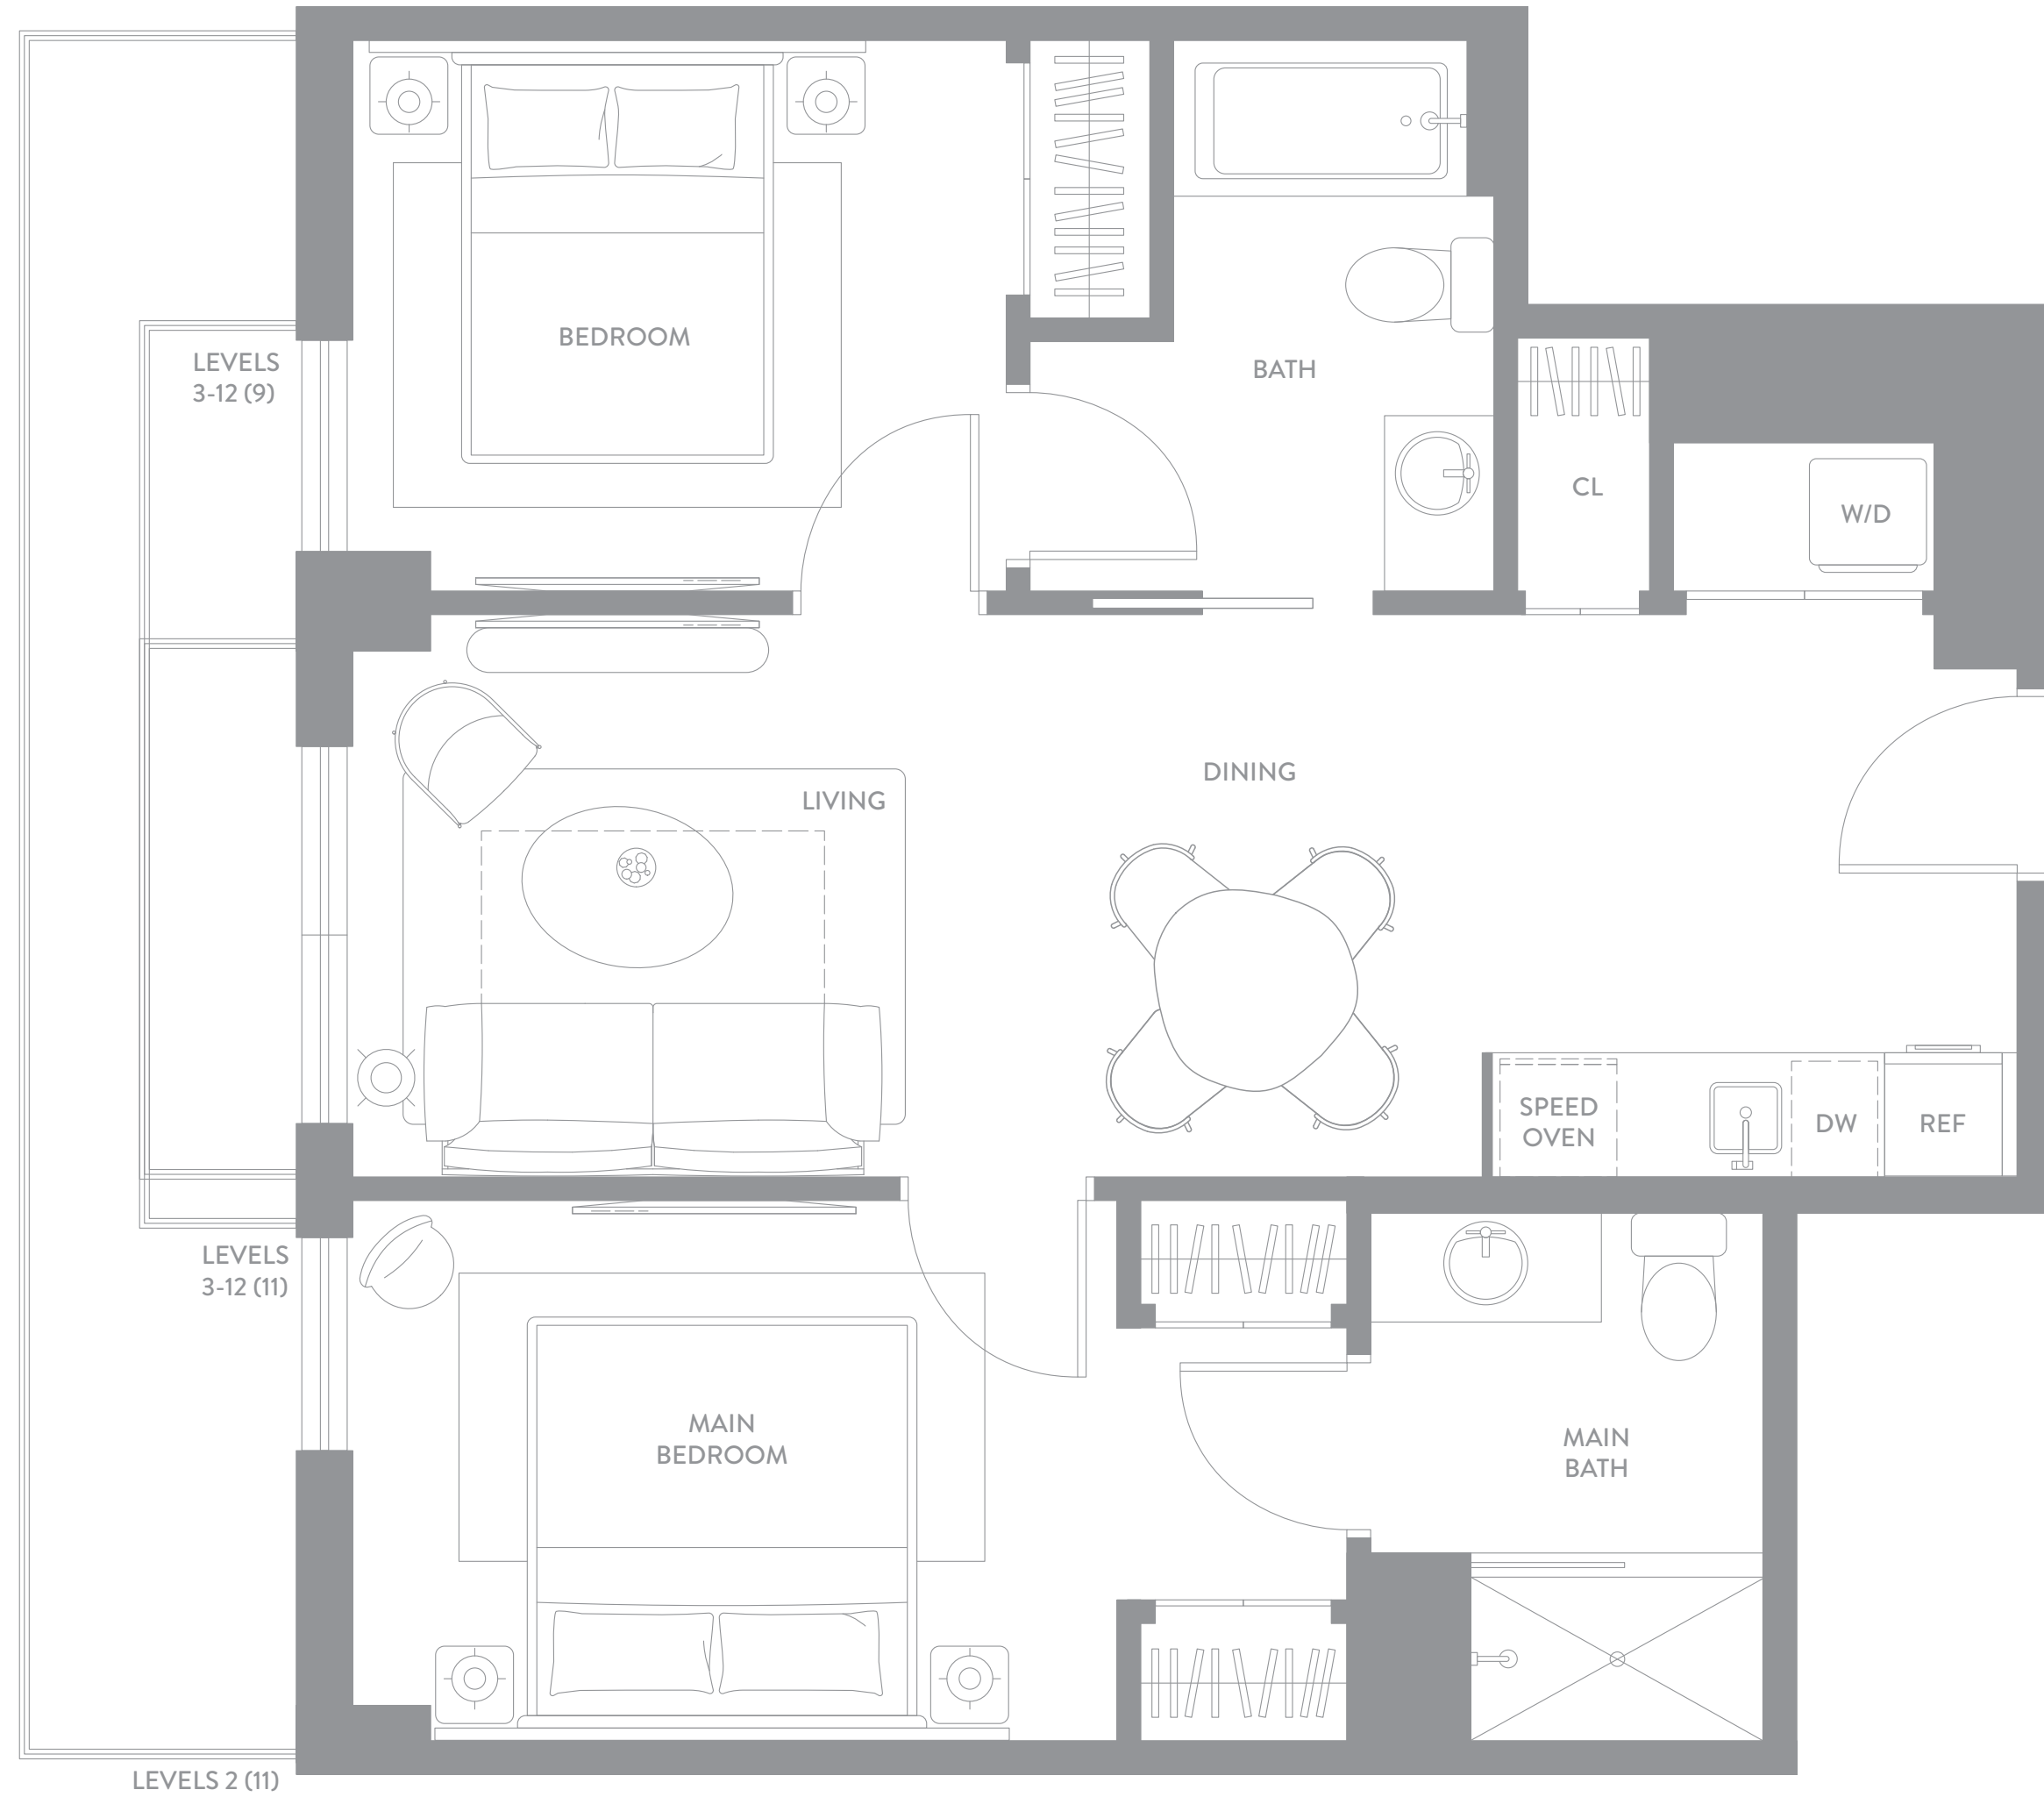 BEDROOM
LEVELS
3-12 (9)
BATH
CL
W/D
DINING
LIVING
SPEED
OVEN
DW
REF
LEVELS
3-12 (11)
MAIN
BEDROOM
MAIN
BATH
LEVELS 2 (11)